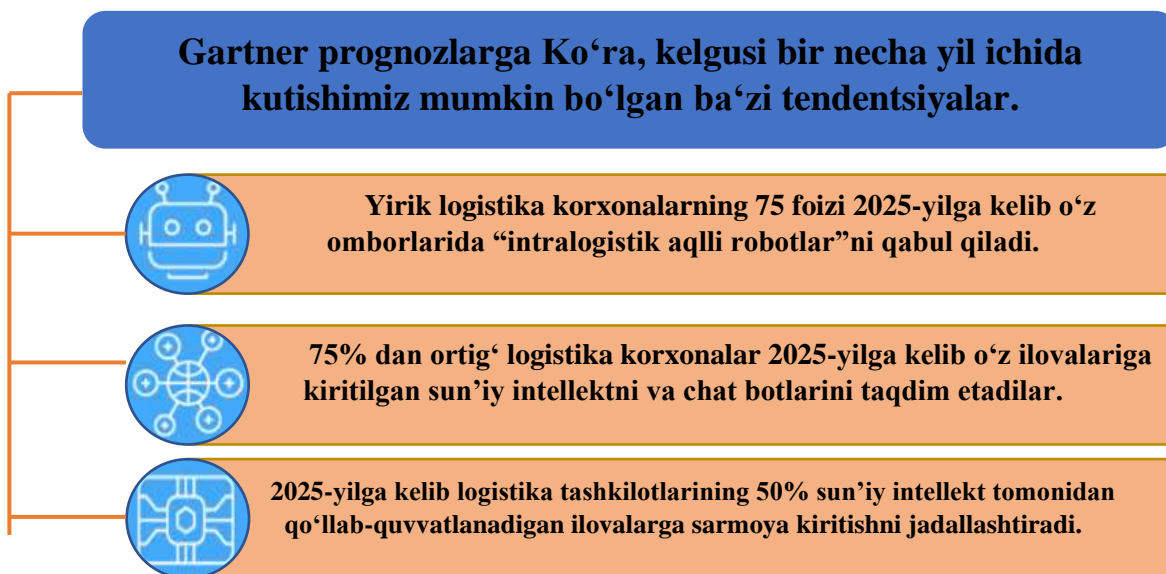 Gartner prognozlarga Ko‘ra, kelgusi bir necha yil ichida
kutishimiz mumkin bo‘lgan ba‘zi tendentsiyalar.
Yirik logistika korxonalarning 75 foizi 2025-yilga kelib o‘z
omborlarida “intralogistik aqlli robotlar”ni qabul qiladi.
75% dan ortig‘ logistika korxonalar 2025-yilga kelib o‘z ilovalariga
kiritilgan sun’iy intellektni va chat botlarini taqdim etadilar.
2025-yilga kelib logistika tashkilotlarining 50% sun’iy intellekt tomonidan
qo‘llab-quvvatlanadigan ilovalarga sarmoya kiritishni jadallashtiradi.